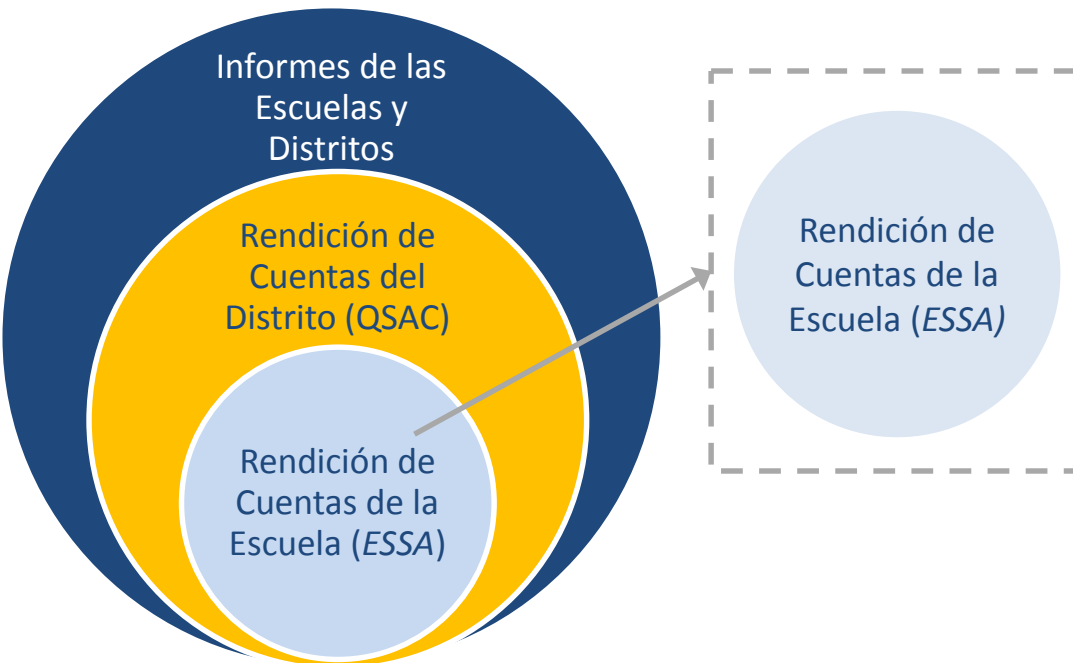 Informes de las
Escuelas y
Distritos
Rendición de
Cuentas del
Distrito (QSAC)
Rendición de
Cuentas de la
Escuela (ESSA)
Rendición de
Cuentas de la
Escuela (ESSA)